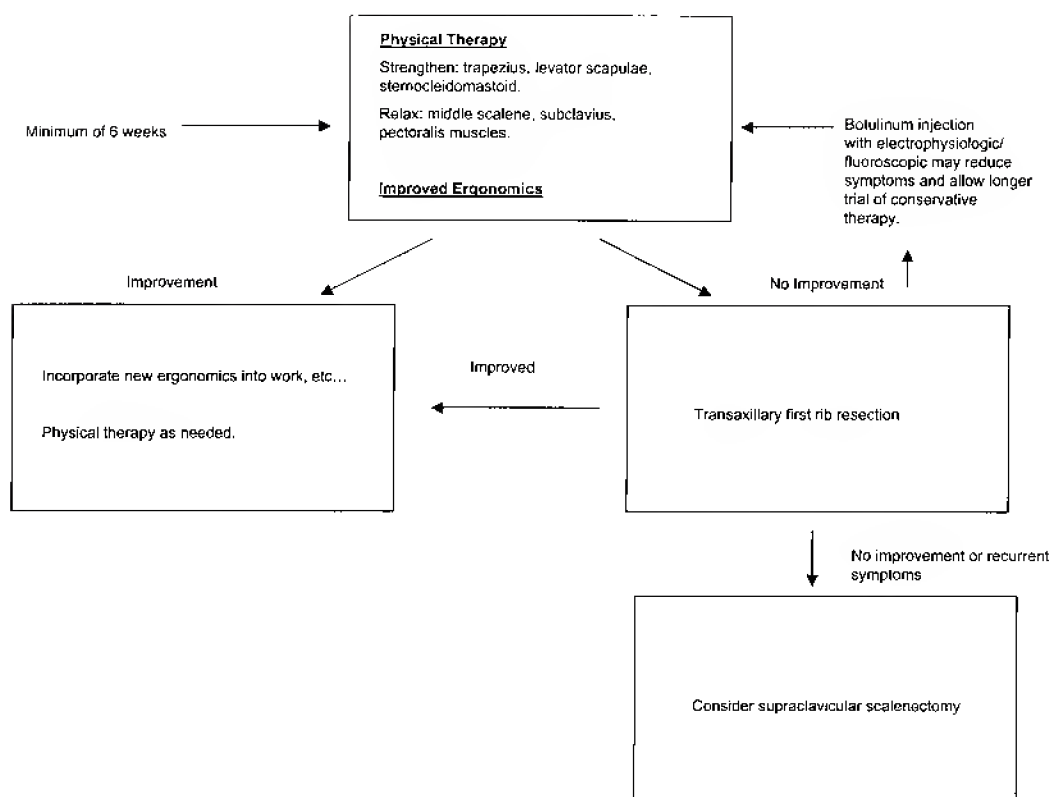 Physical Therapy
Strengthen: trapezius, levator scapulae,
sternocleidomastoid.
Relax: middle scalene, subclavius,
pectoralis muscles.
Improved Ergonomics
Minimum of 6 weeks
Botulinum injection
with electrophysiologic/
fluoroscopic may reduce
symptoms and allow longer
trial of conservative
therapy.
Improvement
No Improvement
Incorporate new ergonomics into work, etc...
Physical therapy as needed.
Improved
Transaxillary first rib resection
No improvement or recurrent
symptoms
Consider supraclavicular scalenectomy